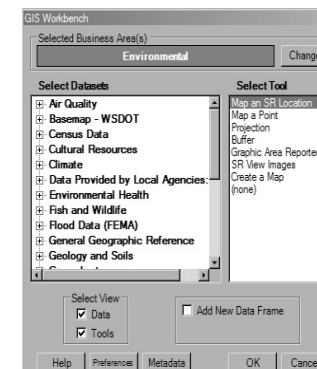 GIS Workbench
Selected Business Area(s)
Environmental
Change
Select Datasets
Air Quality
Basemap - WSDOT
Census Data
Cultural Resources
Climate
Data Provided by Local Agencies:
Environmental Health
Fish and Wildlife
Flood Data (FEMA)
General Geographic Reference
Geology and Soils
Select Tool
Map an SR Location
Map a Point
Projection
Buffer
Graphic Area Reporter
SR View Images
Create a Map
(none)
Select View
Data
Tools
Add New Data Frame
Help Preferences Metadata OK Cance